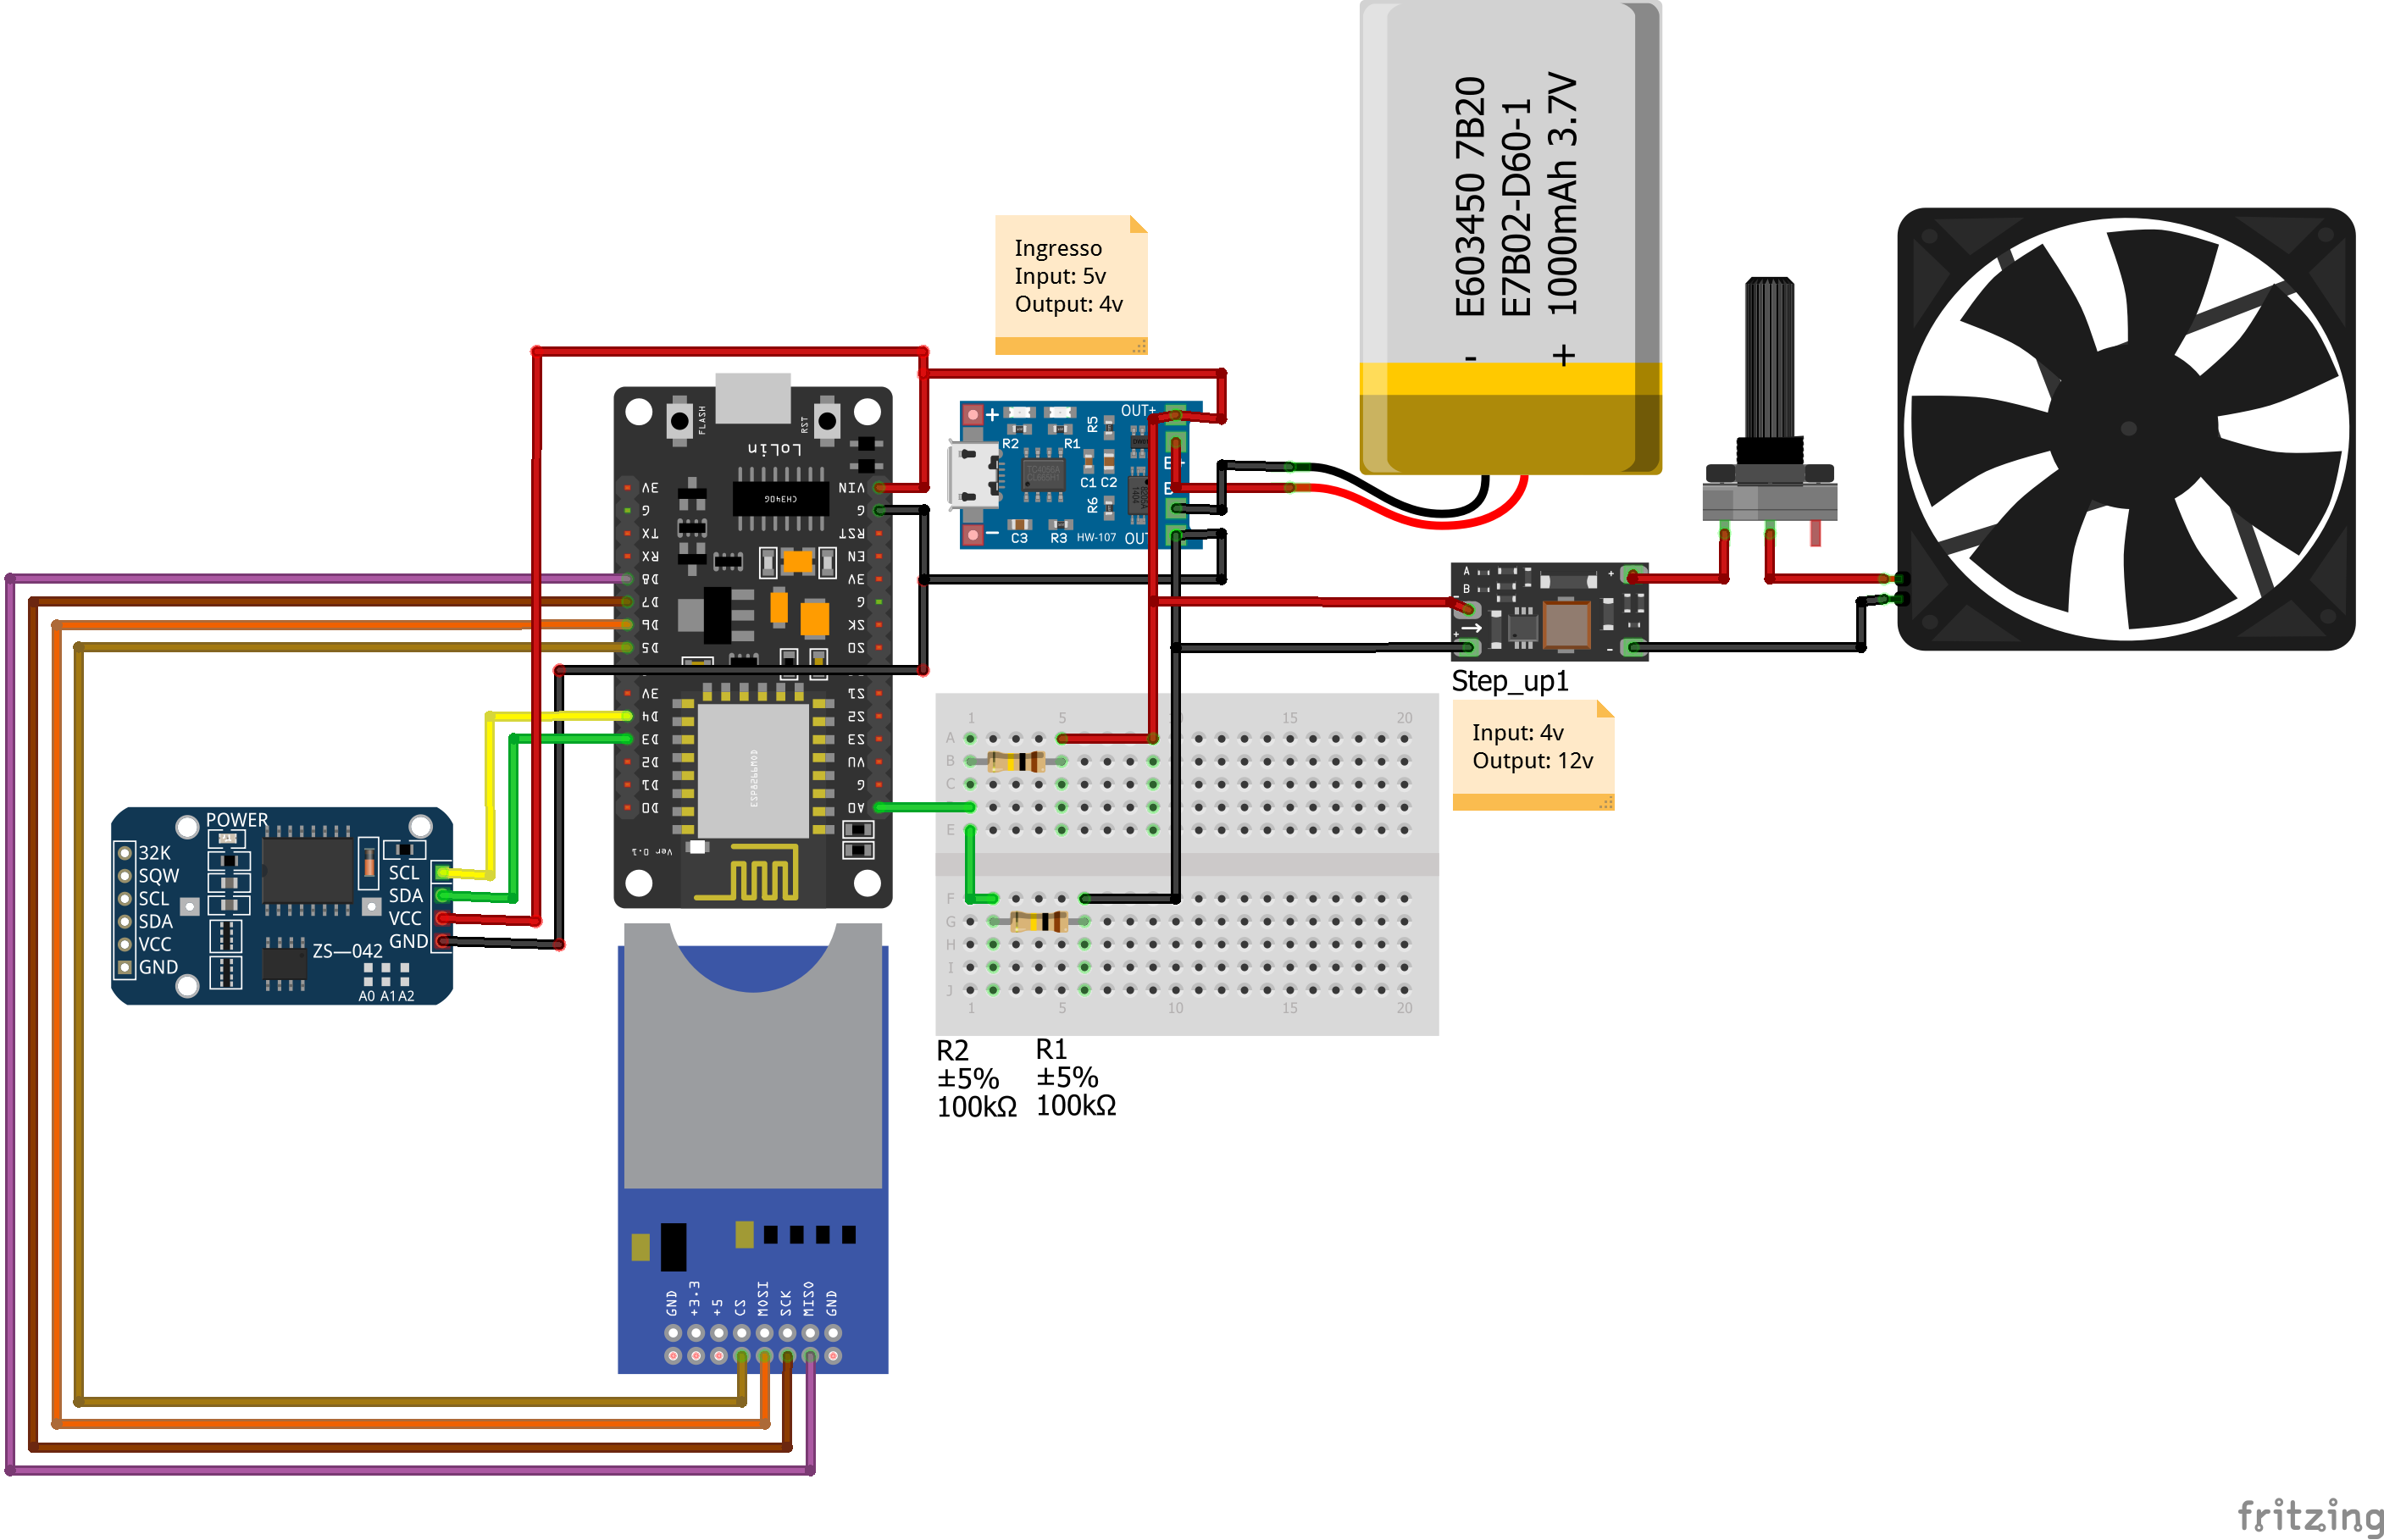 E603450 7B20
E7B02-D60-1
1000mAh 3.7V
- +
Ingresso
Input: 5v
Output: 4v
FLASH
RST
LoLin
CH340G
3V
G
TX
RX
D8
D7
D6
D5
3V
D4
D3
D2
D1
D0
VIN
G
RST
EN
3V
G
SK
SO
S1
S2
S3
VU
G
A0
ESP8266MOD
Ver 0.1
+
R2
R1
R5
OUT+
TC4056A
C1 C2
R6
C3
R3
HW-107
-
A
B
+
-
+
-
Step_up1
Input: 4v
Output: 12v
1 5 10 15 20
A
B
C
E
F
G
H
I
J
1 5 10 15 20
R2
±5%
100kΩ
R1
±5%
100kΩ
POWER
32K
SQW
SCL
SDA
VCC
GND
SCL
SDA
VCC
GND
ZS—042
A0 A1 A2
GND
+3.3
+5
CS
MOSI
SCK
MISO
GND
fritzing